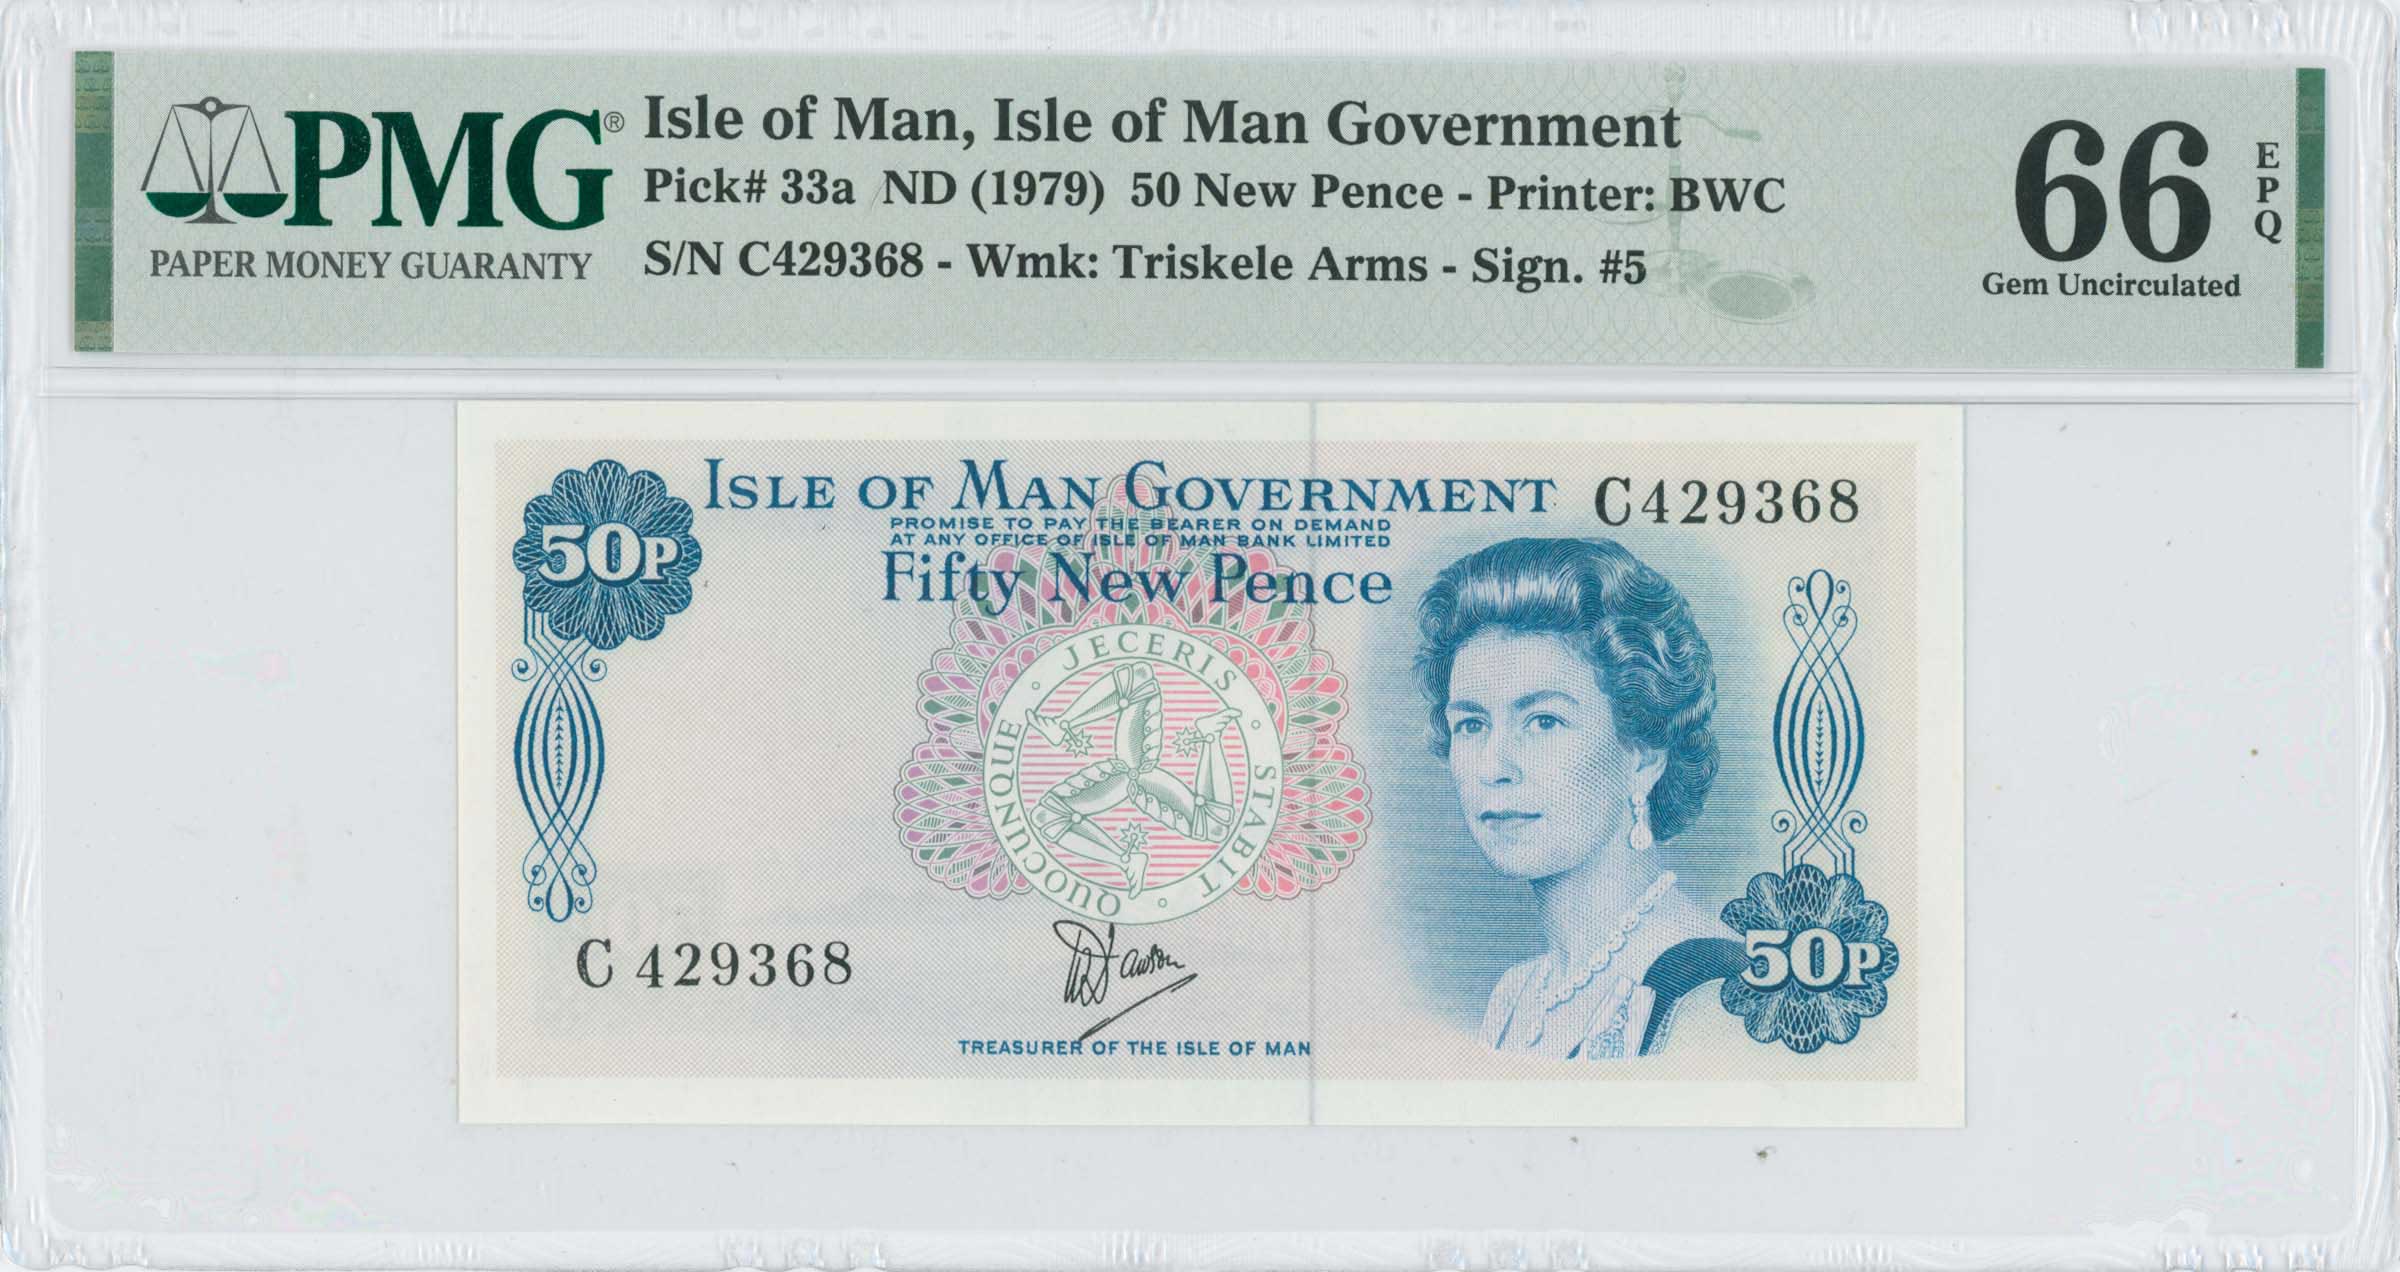 PMG®
PAPER MONEY GUARANTY
Isle of Man, Isle of Man Government
Pick# 33a ND (1979) 50 New Pence - Printer: BWC
S/N C429368 - Wmk: Triskele Arms - Sign. #5
66
EPQ
Gem Uncirculated
ISLE OF MAN GOVERNMENT
C429368
PROMISE TO PAY THE BEARER ON DEMAND
AT ANY OFFICE OF ISLE OF MAN BANK LIMITED
50P
Fifty New Pence
QUOCUNQUE · JECERIS · STABIT ·
C 429368
W Dawson
50P
TREASURER OF THE ISLE OF MAN